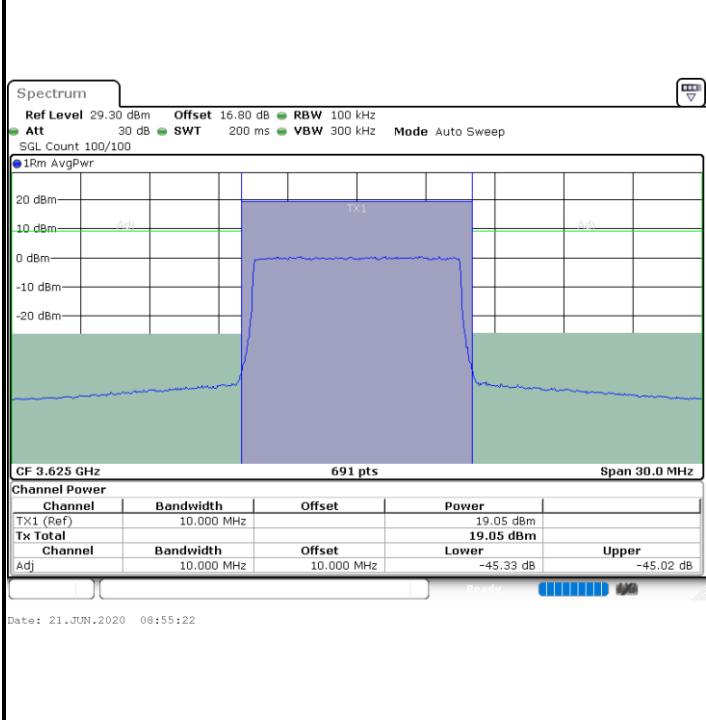 Spectrum
Ref Level 29.30 dBm Offset 16.80 dB RBW 100 kHz
Att 30 dB SWT 200 ms VBW 300 kHz Mode Auto Sweep
SGL Count 100/100
1Rm AvgPwr
20 dBm
TX1
Adj Adj
10 dBm
0 dBm
-10 dBm
-20 dBm
CF 3.625 GHz 691 pts Span 30.0 MHz
Channel Power
Channel Bandwidth Offset Power
TX1 (Ref) 10.000 MHz 19.05 dBm
Tx Total 19.05 dBm
Channel Bandwidth Offset Lower Upper
Adj 10.000 MHz 10.000 MHz -45.33 dB -45.02 dB
Ready
Date: 21.JUN.2020 08:55:22